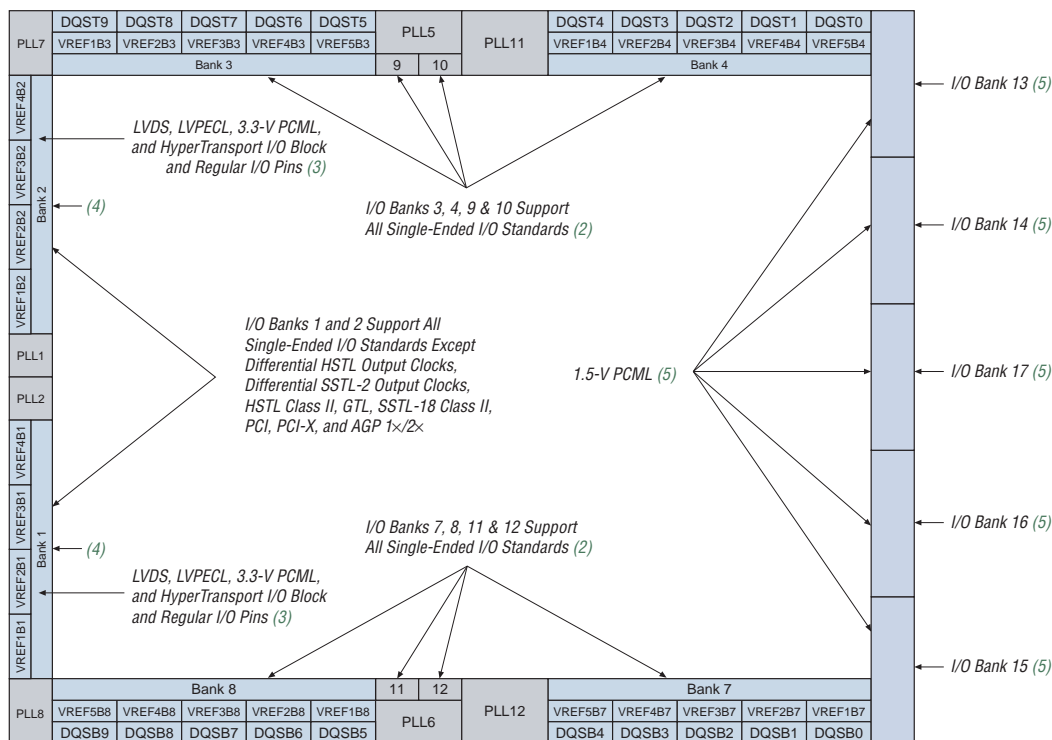 PLL7
DQST9 DQST8 DQST7 DQST6 DQST5
VREF1B3 VREF2B3 VREF3B3 VREF4B3 VREF5B3
Bank 3
PLL5
9 10
PLL11
DQST4 DQST3 DQST2 DQST1 DQST0
VREF1B4 VREF2B4 VREF3B4 VREF4B4 VREF5B4
Bank 4
VREF4B2
VREF3B2
VREF2B2
VREF1B2
Bank 2
LVDS, LVPECL, 3.3-V PCML,
and HyperTransport I/O Block
and Regular I/O Pins (3)
(4)
I/O Banks 3, 4, 9 & 10 Support
All Single-Ended I/O Standards (2)
I/O Bank 13 (5)
I/O Bank 14 (5)
PLL1
PLL2
I/O Banks 1 and 2 Support All
Single-Ended I/O Standards Except
Differential HSTL Output Clocks,
Differential SSTL-2 Output Clocks,
HSTL Class II, GTL, SSTL-18 Class II,
PCI, PCI-X, and AGP 1×/2×
1.5-V PCML (5)
I/O Bank 17 (5)
VREF4B1
VREF3B1
VREF2B1
VREF1B1
Bank 1
(4)
LVDS, LVPECL, 3.3-V PCML,
and HyperTransport I/O Block
and Regular I/O Pins (3)
I/O Banks 7, 8, 11 & 12 Support
All Single-Ended I/O Standards (2)
I/O Bank 16 (5)
I/O Bank 15 (5)
PLL8
Bank 8
VREF5B8 VREF4B8 VREF3B8 VREF2B8 VREF1B8
DQSB9 DQSB8 DQSB7 DQSB6 DQSB5
11 12
PLL6
PLL12
Bank 7
VREF5B7 VREF4B7 VREF3B7 VREF2B7 VREF1B7
DQSB4 DQSB3 DQSB2 DQSB1 DQSB0